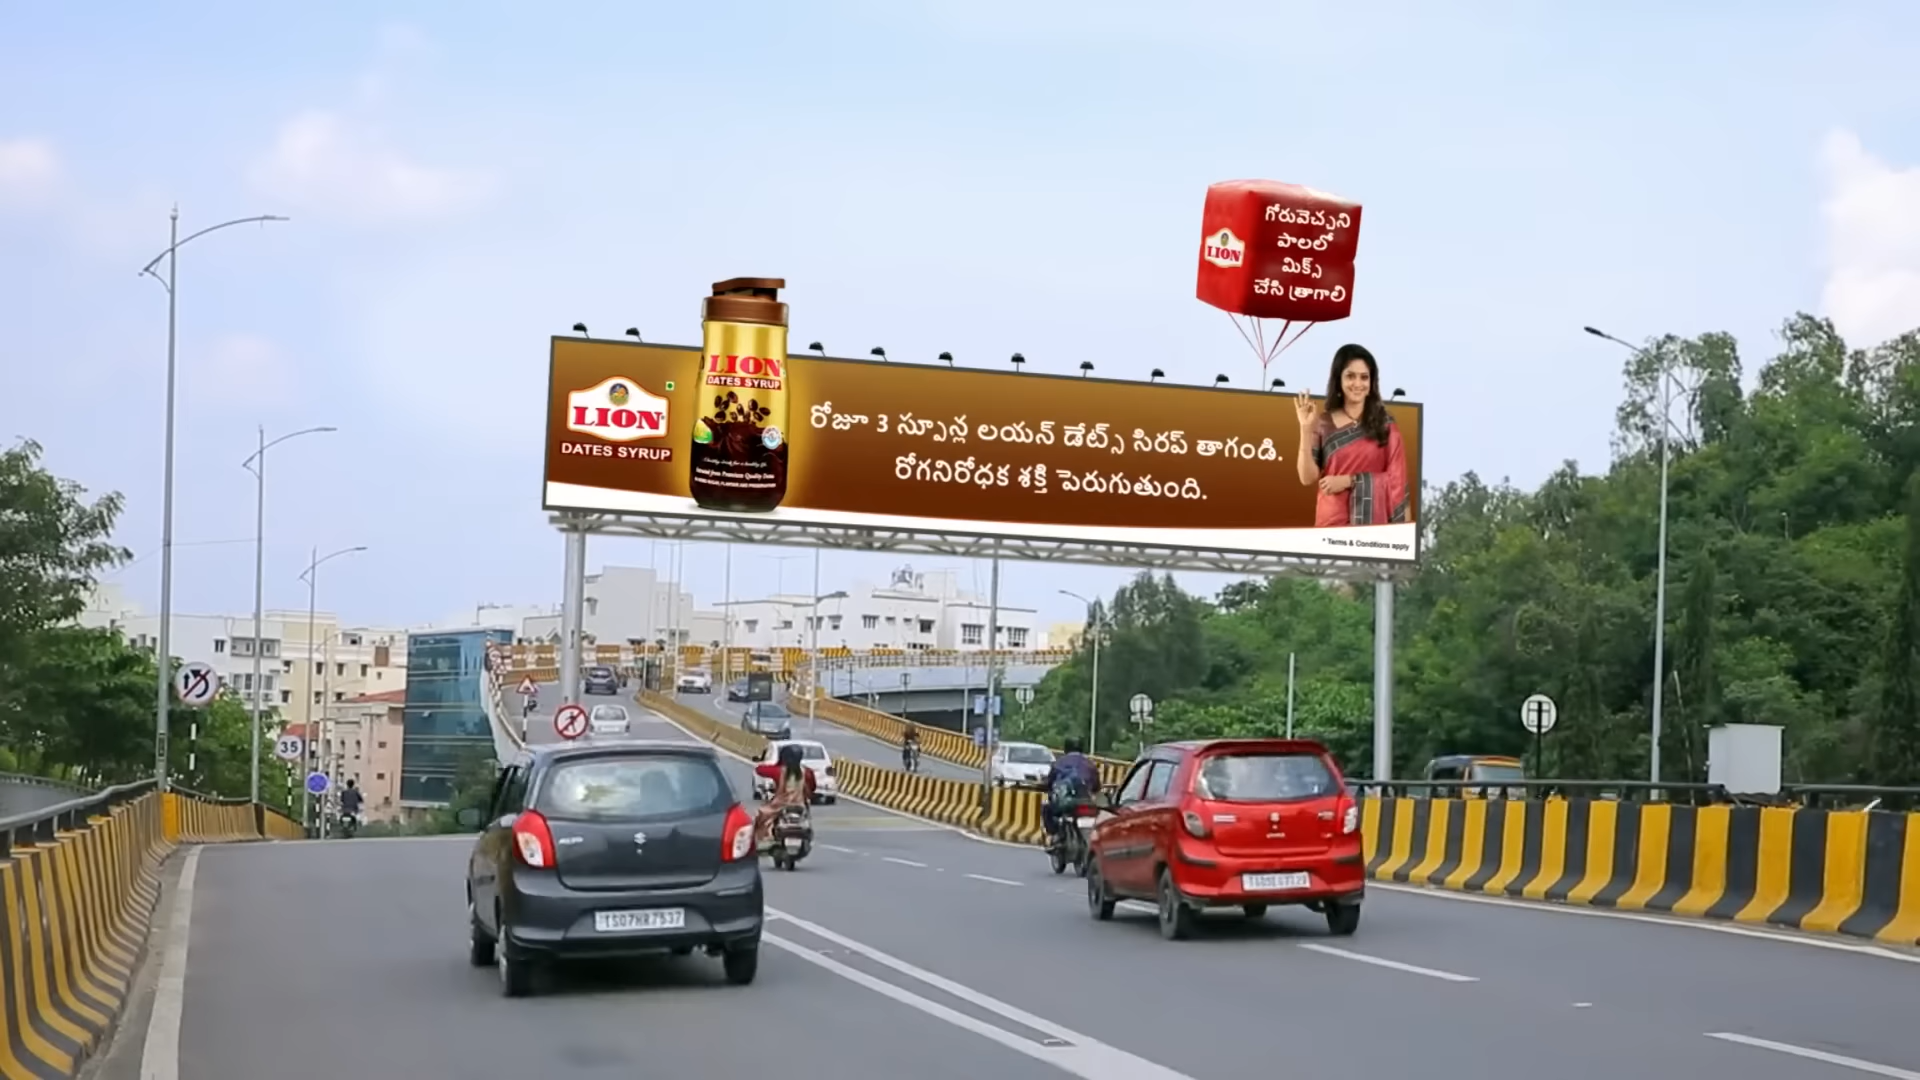 గోరువెచ్చని
పాలలో
మిక్స్
చేసి త్రాగాలి
LION
LION
DATES SYRUP
LION
DATES SYRUP
రోజూ 3 స్పూన్ల లయన్ డేట్స్ సిరప్ తాగండి.
రోగనిరోధక శక్తి పెరుగుతుంది.
* Terms & Conditions apply
35
TS07HR7537